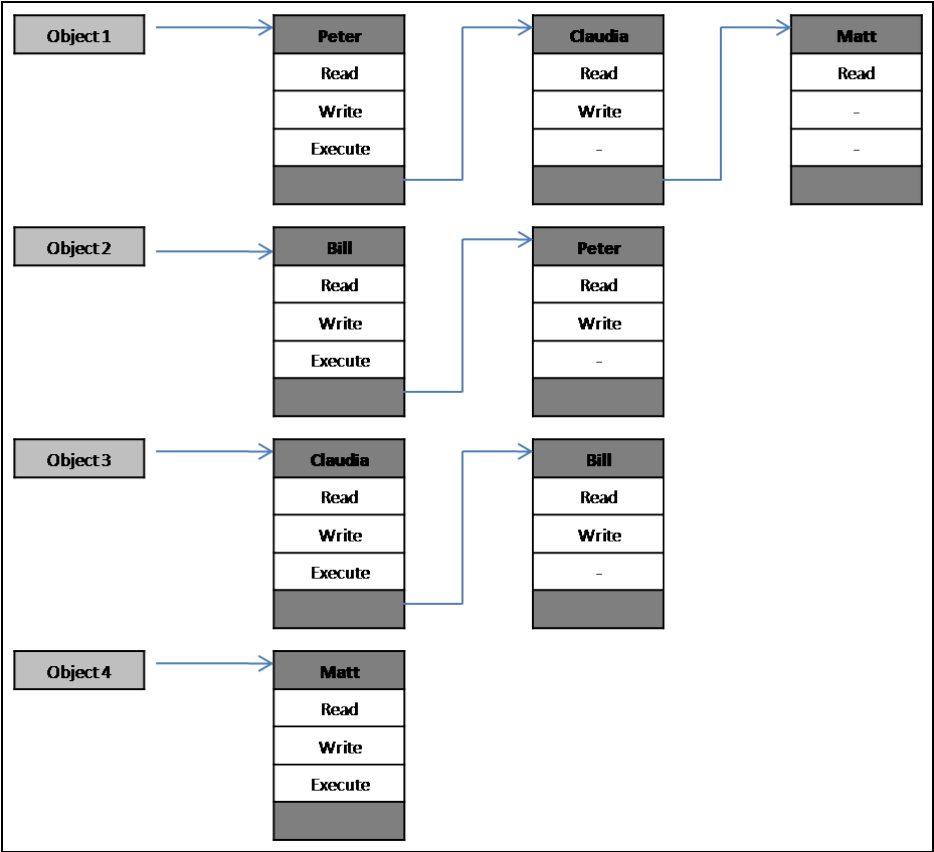 Object 1 Peter Claudia Matt
Read Read Read
Write Write -
Execute - -
Object 2 Bill Peter
Read Read
Write Write
Execute -
Object 3 Claudia Bill
Read Read
Write Write
Execute -
Object 4 Matt
Read
Write
Execute